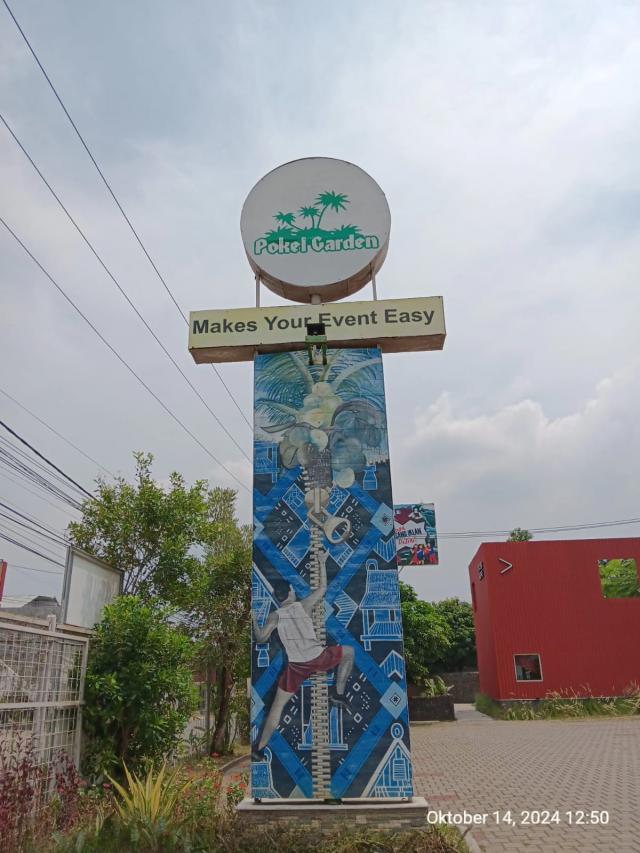 Pokel Garden
Makes Your Event Easy
Oktober 14, 2024 12:50